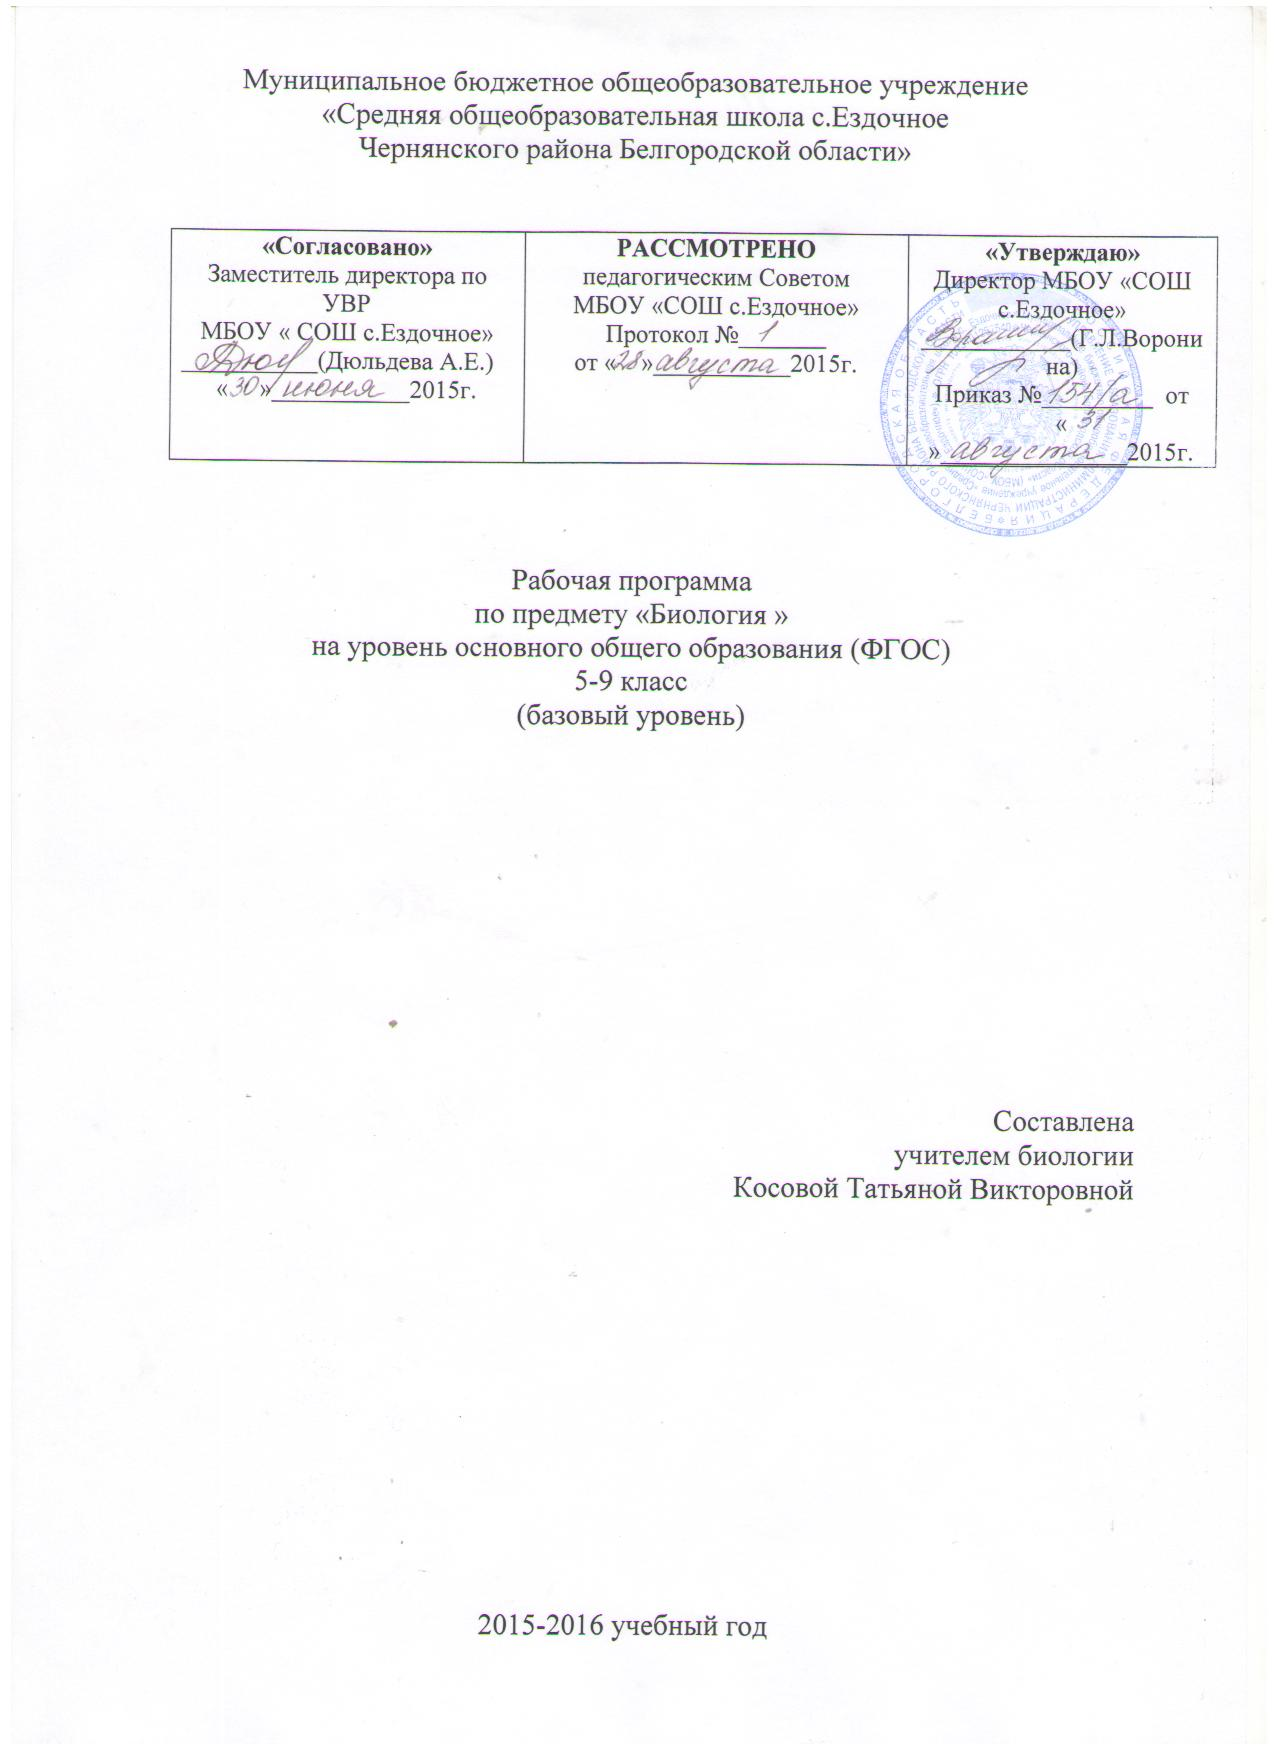 Муниципальное бюджетное общеобразовательное учреждение
«Средняя общеобразовательная школа с.Ездочное
Чернянского района Белгородской области»
«Согласовано»
Заместитель директора по
УВР
МБОУ « СОШ с.Ездочное»
(Дюльдева А.Е.)
«30» июня 2015г.
РАССМОТРЕНО
педагогическим Советом
МБОУ «СОШ с.Ездочное»
Протокол № 1
от «28» августа 2015г.
«Утверждаю»
Директор МБОУ «СОШ
с.Ездочное»
(Г.Л.Ворони
на)
Приказ № 154/а от
« 31
» августа 2015г.
Рабочая программа
по предмету «Биология »
на уровень основного общего образования (ФГОС)
5-9 класс
(базовый уровень)
Составлена
учителем биологии
Косовой Татьяной Викторовной
2015-2016 учебный год